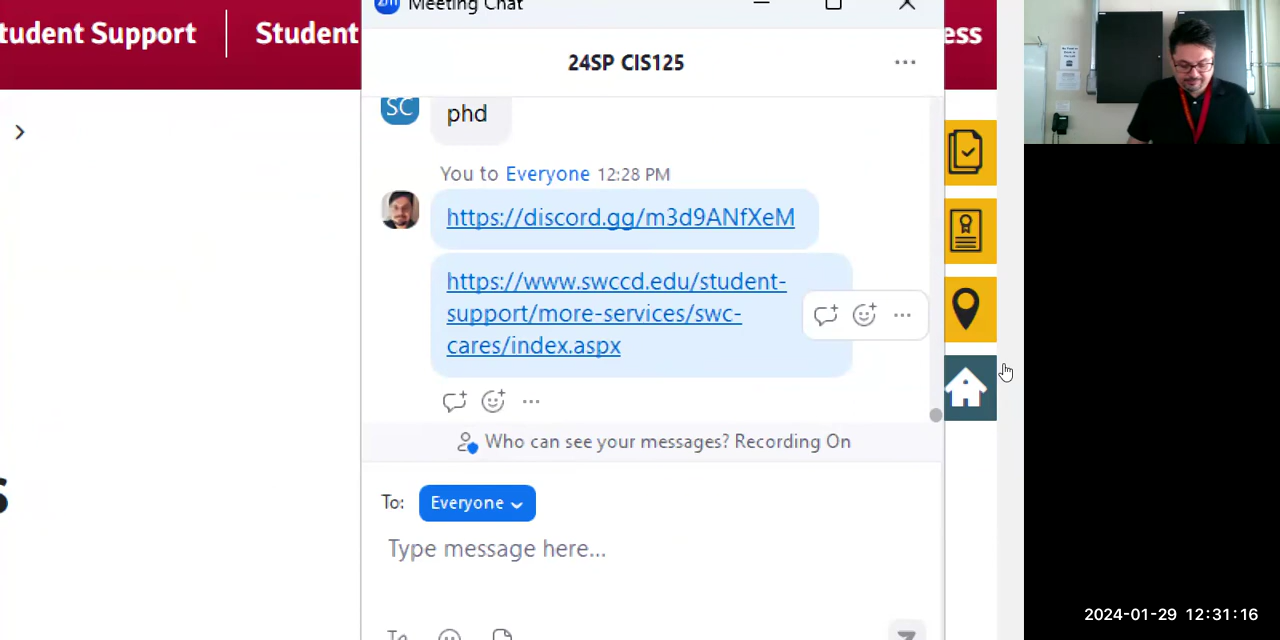 Meeting Chat
tudent Support
Student
ess
24SP CIS125
SC
phd
You to Everyone 12:28 PM
https://discord.gg/m3d9ANfXeM
https://www.swccd.edu/student-
support/more-services/swc-
cares/index.aspx
Who can see your messages? Recording On
To: Everyone
Type message here...
2024-01-29 12:31:16